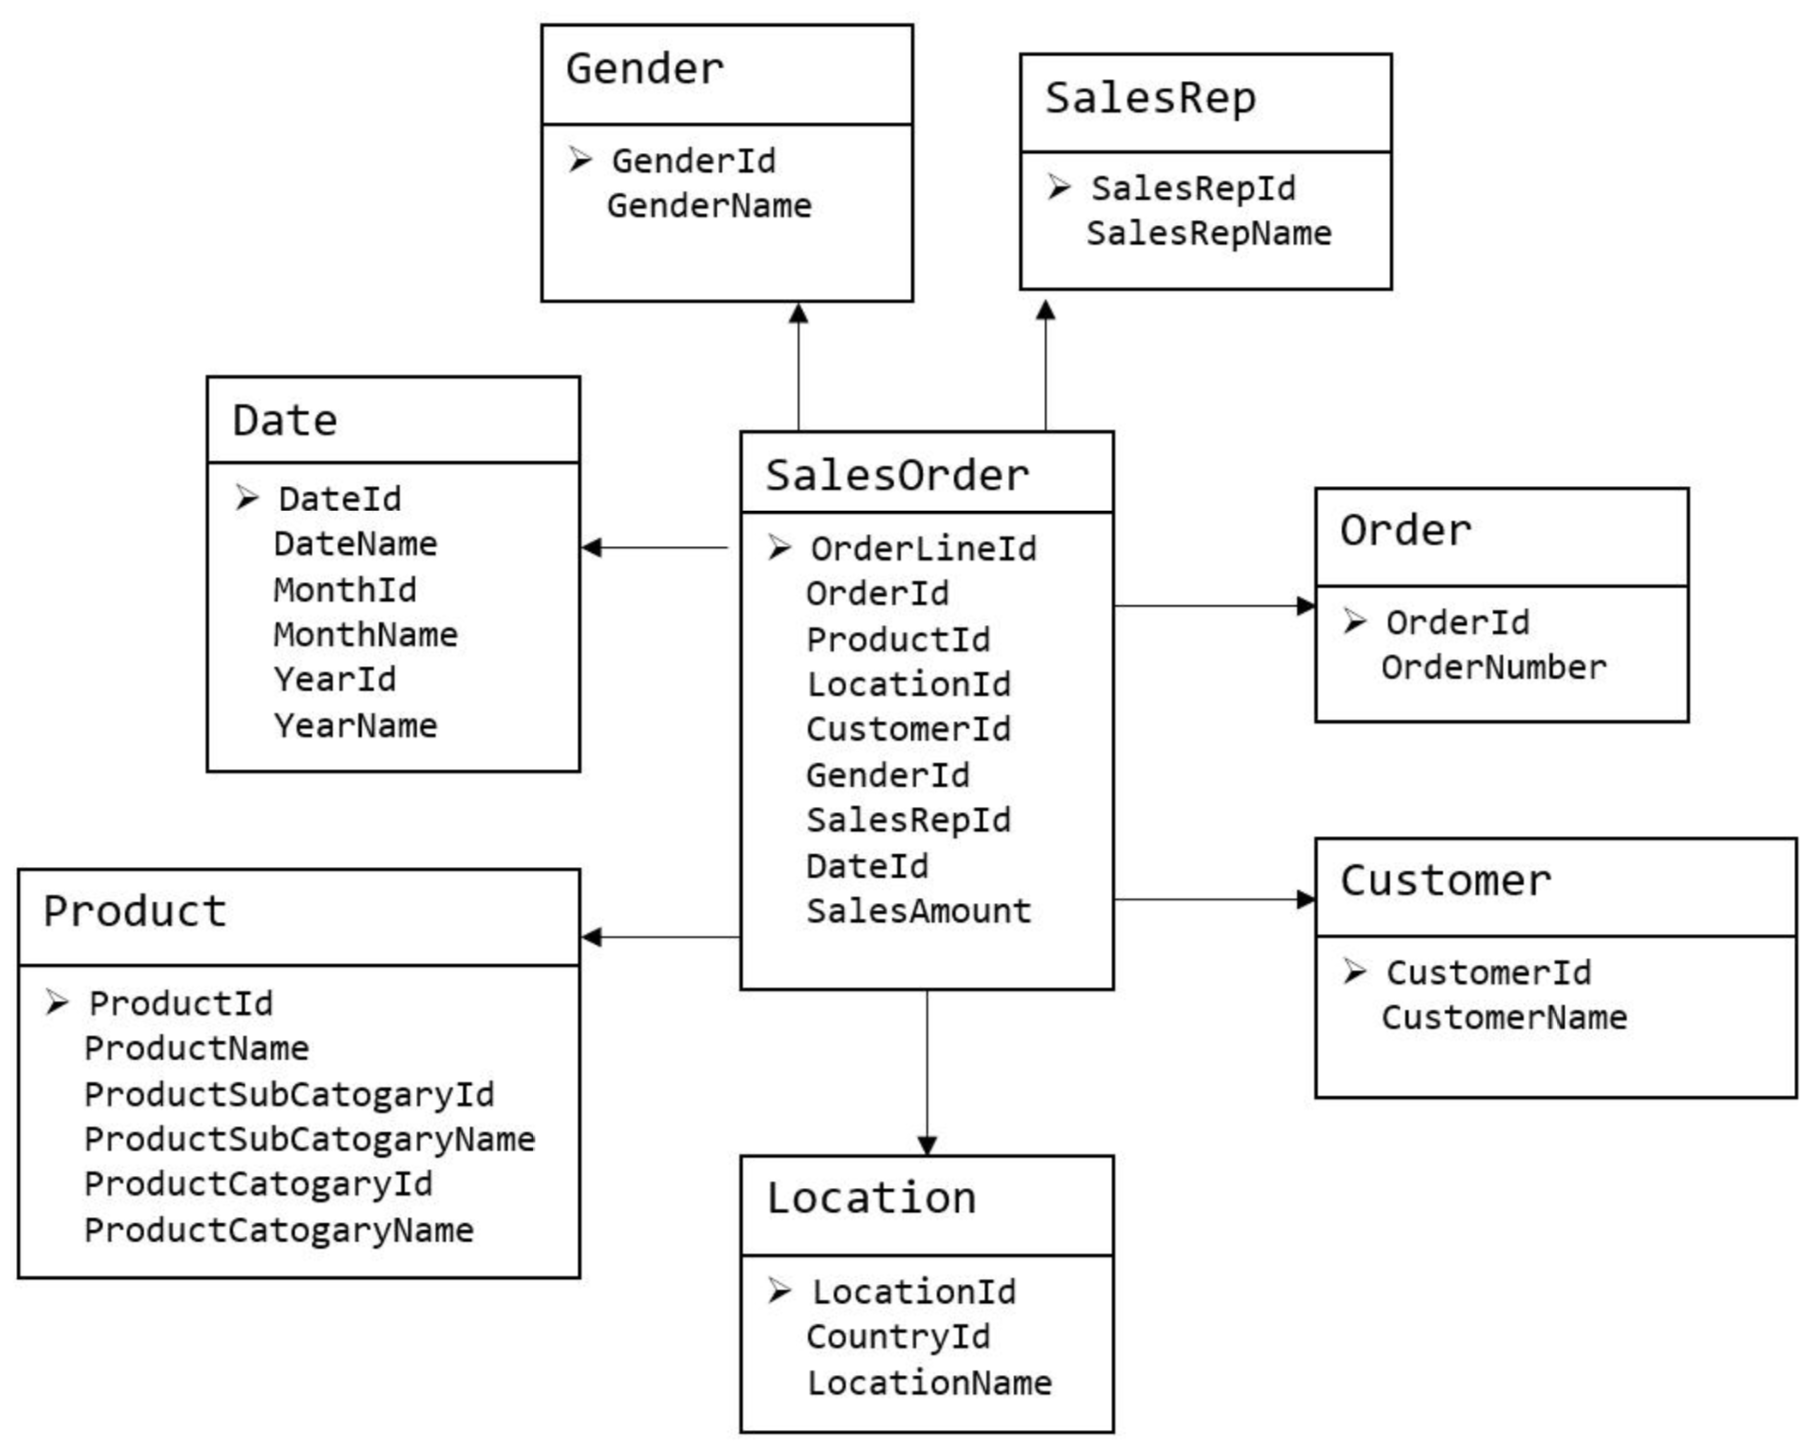 Gender
GenderId
GenderName
SalesRep
SalesRepId
SalesRepName
Date
DateId
DateName
MonthId
MonthName
YearId
YearName
SalesOrder
OrderLineId
OrderId
ProductId
LocationId
CustomerId
GenderId
SalesRepId
DateId
SalesAmount
Order
OrderId
OrderNumber
Product
ProductId
ProductName
ProductSubCatogaryId
ProductSubCatogaryName
ProductCatogaryId
ProductCatogaryName
Customer
CustomerId
CustomerName
Location
LocationId
CountryId
LocationName